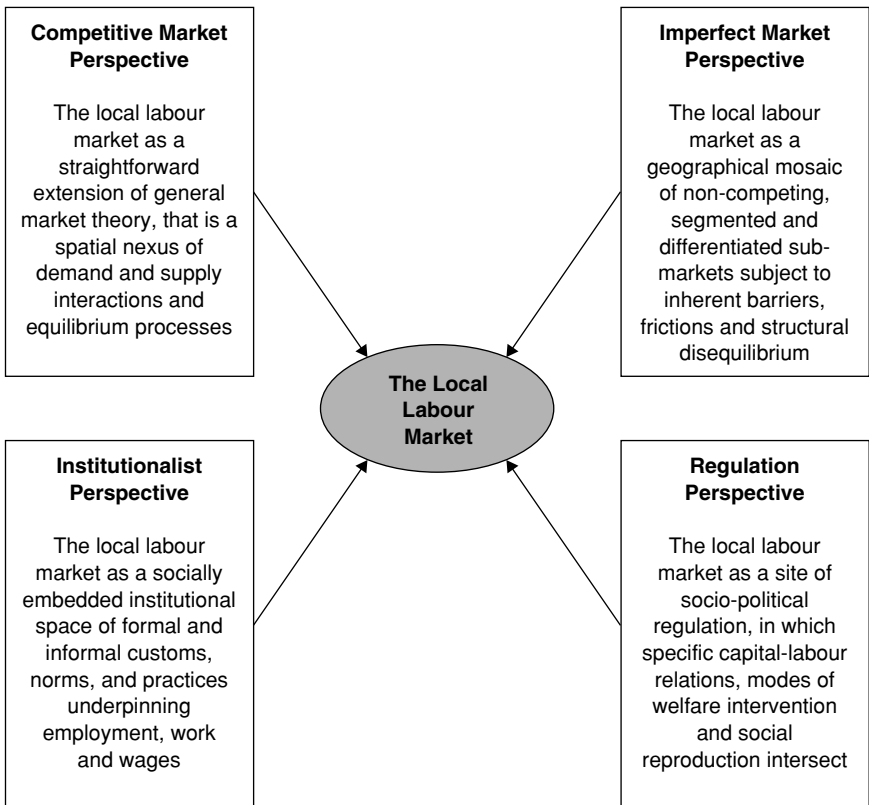 Competitive Market
Perspective
The local labour
market as a
straightforward
extension of general
market theory, that is a
spatial nexus of
demand and supply
interactions and
equilibrium processes
Imperfect Market
Perspective
The local labour
market as a
geographical mosaic
of non-competing,
segmented and
differentiated sub-
markets subject to
inherent barriers,
frictions and structural
disequilibrium
The Local
Labour
Market
Institutionalist
Perspective
The local labour
market as a socially
embedded institutional
space of formal and
informal customs,
norms, and practices
underpinning
employment, work
and wages
Regulation
Perspective
The local labour
market as a site of
socio-political
regulation, in which
specific capital-labour
relations, modes of
welfare intervention
and social
reproduction intersect